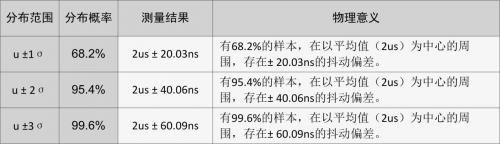 分布范围 分布概率 测量结果 物理意义
u ±1σ 68.2% 2us ± 20.03ns 有68.2%的样本，在以平均值（2us）为中心的周
围，存在± 20.03ns的抖动偏差。
u ± 2σ 95.4% 2us ± 40.06ns 有95.4%的样本，在以平均值（2us）为中心的周
围，存在± 40.06ns的抖动偏差。
u ±3σ 99.6% 2us ± 60.09ns 有99.6%的样本，在以平均值（2us）为中心的周
围，存在± 60.09ns的抖动偏差。